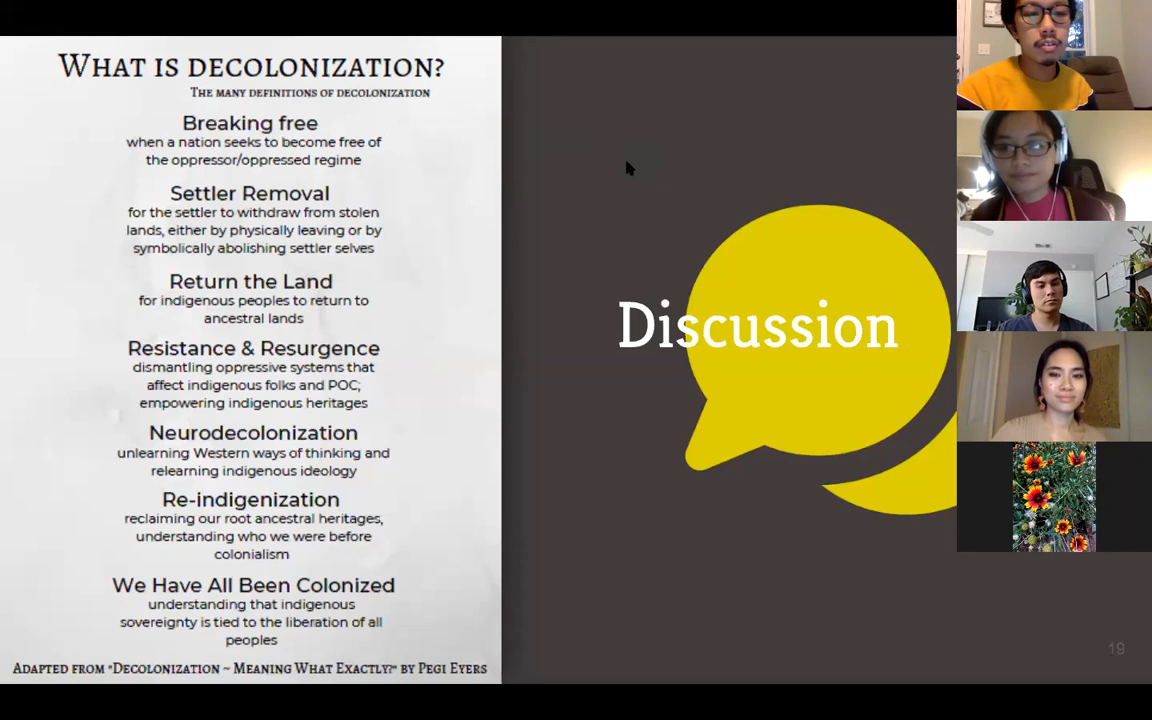 WHAT IS DECOLONIZATION?
THE MANY DEFINITIONS OF DECOLONIZATION
Breaking free
when a nation seeks to become free of
the oppressor/oppressed regime
Settler Removal
for the settler to withdraw from stolen
lands, either by physically leaving or by
symbolically abolishing settler selves
Return the Land
for indigenous peoples to return to
ancestral lands
Resistance & Resurgence
dismantling oppressive systems that
affect indigenous folks and POC;
empowering indigenous heritages
Neurodecolonization
unlearning Western ways of thinking and
relearning indigenous ideology
Re-indigenization
reclaiming our root ancestral heritages,
understanding who we were before
colonialism
We Have All Been Colonized
understanding that indigenous
sovereignty is tied to the liberation of all
peoples
ADAPTED FROM "DECOLONIZATION ~ MEANING WHAT EXACTLY?" BY PEGI EYERS
Discussion
19